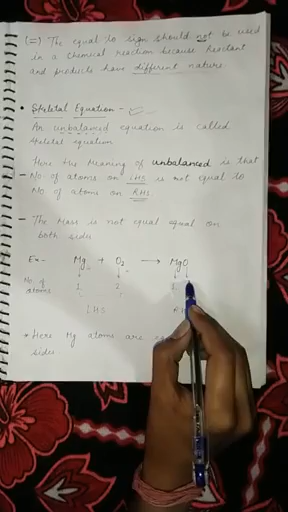 (=) The equal to sign should not be used
in a chemical reaction because Reactant
and products have different nature.
• Skeletal Equation -
An unbalanced equation is called
skeletal equation
Here the Meaning of unbalanced is that
- No. of atoms on LHS is not equal to
No. of atoms on RHS
- The Mass is not equal equal on
both sides
Ex - Mg + O2 → MgO
No of atoms 1 2 1
LHS R
* Here Mg atoms are
sides